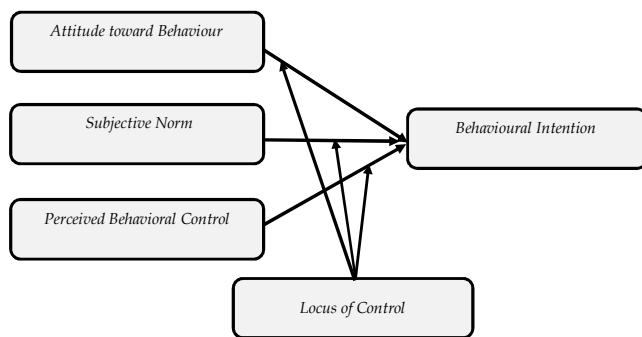 Attitude toward Behaviour
Subjective Norm
Behavioural Intention
Perceived Behavioral Control
Locus of Control